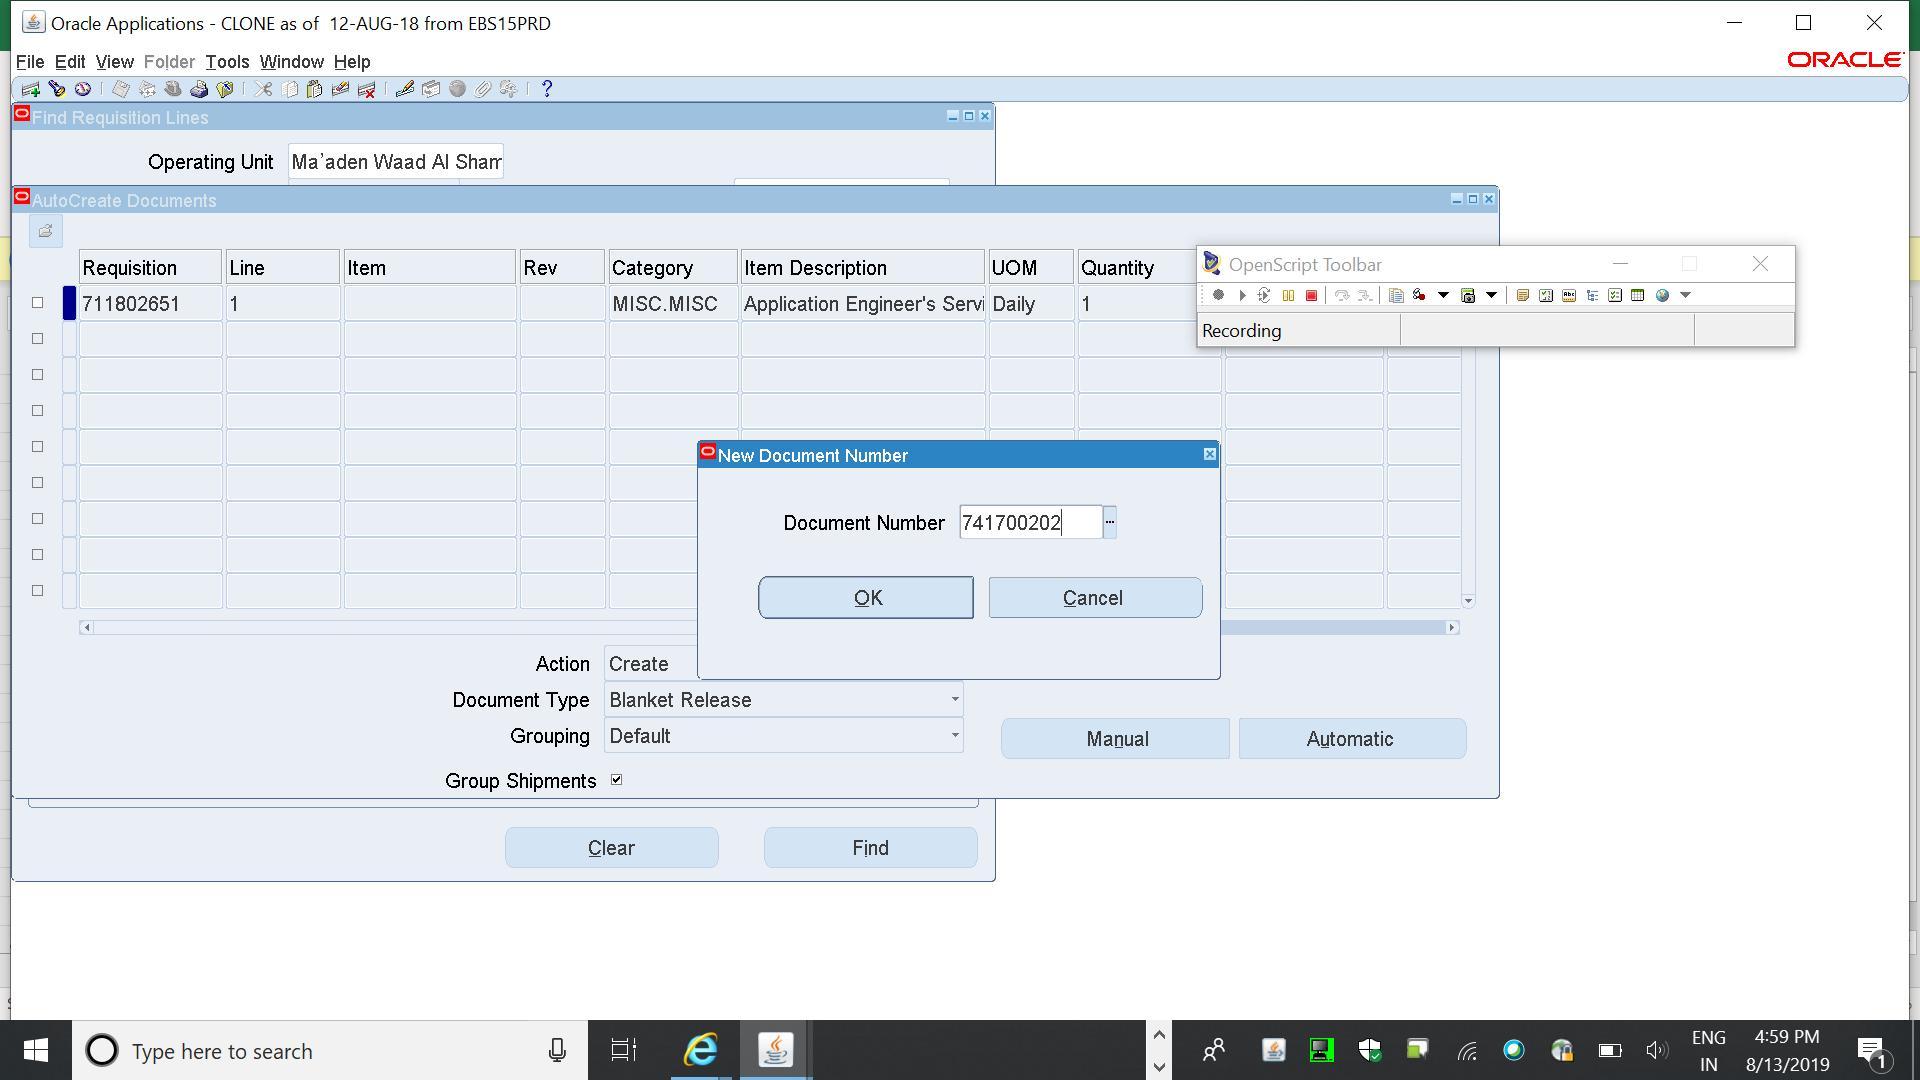 Oracle Applications - CLONE as of  12-AUG-18 from EBS15PRD
File Edit View Folder Tools Window Help
ORACLE
Find Requisition Lines
Operating Unit Ma'aden Waad Al Sham
AutoCreate Documents
Requisition Line Item Rev Category Item Description UOM Quantity
711802651 1 MISC.MISC Application Engineer's Servi Daily 1
OpenScript Toolbar
Recording
New Document Number
Document Number 741700202
OK Cancel
Action Create
Document Type Blanket Release
Grouping Default
Manual Automatic
Group Shipments
Clear Find
Type here to search
ENG
IN
4:59 PM
8/13/2019
1